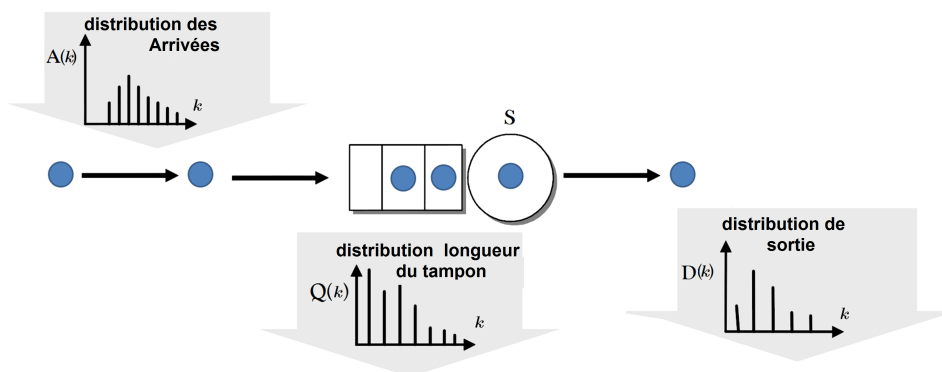 distribution des
Arrivées
A(k)
k
S
distribution longueur
du tampon
Q(k)
k
distribution de
sortie
D(k)
k